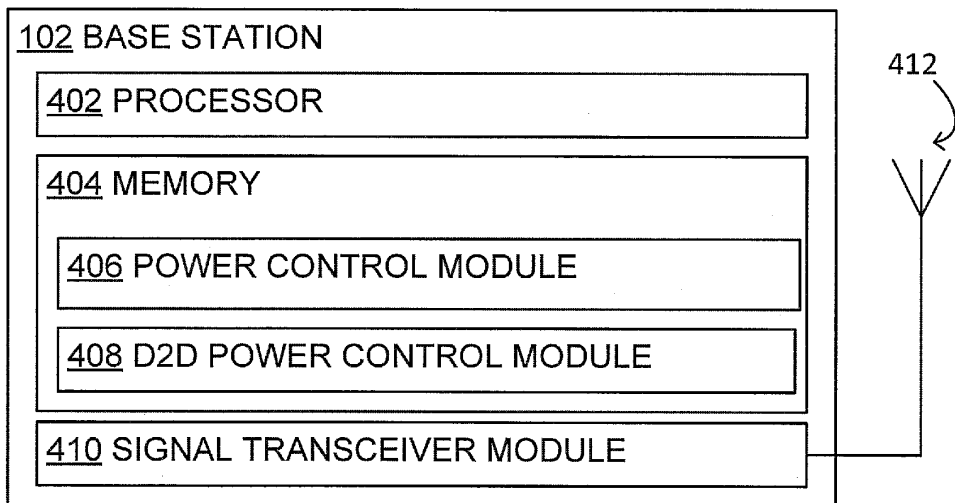 102 BASE STATION
412
402 PROCESSOR
404 MEMORY
406 POWER CONTROL MODULE
408 D2D POWER CONTROL MODULE
410 SIGNAL TRANSCEIVER MODULE